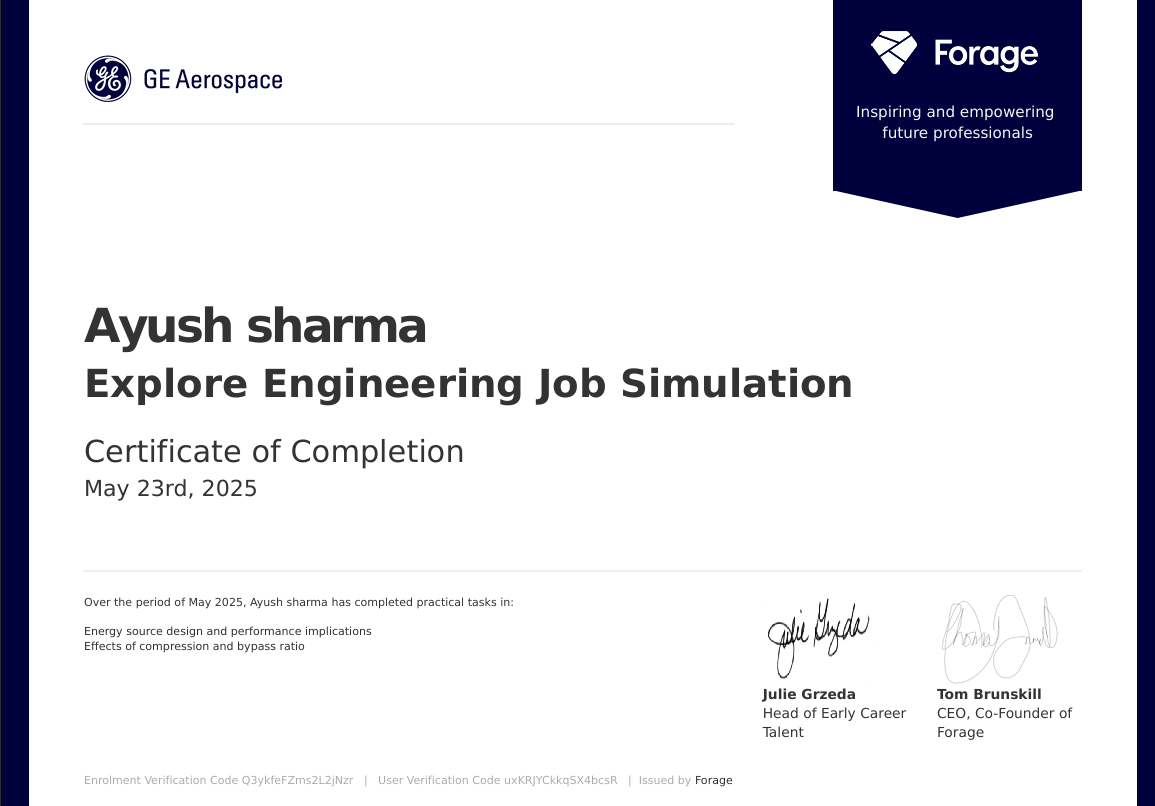 GE Aerospace
Forage
Inspiring and empowering
future professionals
Ayush sharma
Explore Engineering Job Simulation
Certificate of Completion
May 23rd, 2025
Over the period of May 2025, Ayush sharma has completed practical tasks in:
Energy source design and performance implications
Effects of compression and bypass ratio
Julie Grzeda
Julie Grzeda
Head of Early Career
Talent
Tom Brunskill
CEO, Co-Founder of
Forage
Enrolment Verification Code Q3ykfeFZms2L2jNzr | User Verification Code uxKRJYCkkqSX4bcsR | Issued by Forage